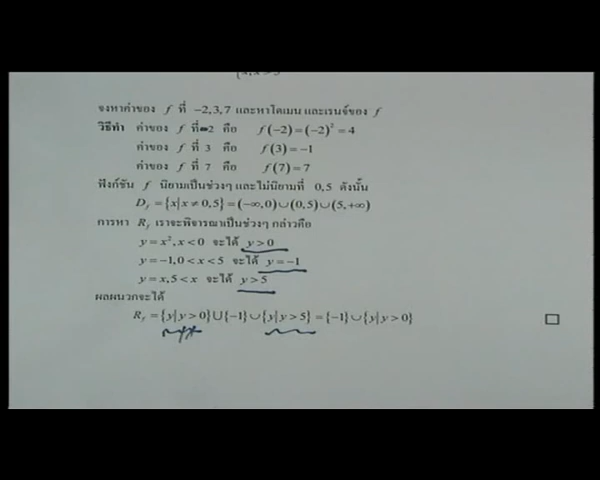 จงหาค่าของ f ที่ −2,3,7 และหาโดเมน และเรนจ์ของ f
วิธีทำ ค่าของ f ที่ -2 คือ f(−2)=(−2)²=4
ค่าของ f ที่ 3 คือ f(3)=−1
ค่าของ f ที่ 7 คือ f(7)=7
ฟังก์ชัน f นิยามเป็นช่วงๆ และไม่นิยามที่ 0,5 ดังนั้น
D_f={x|x≠0,5}=(−∞,0)∪(0,5)∪(5,+∞)
การหา R_f เราจะพิจารณาเป็นช่วงๆ กล่าวคือ
y=x²,x<0 จะได้ y>0
y=−1,0<x<5 จะได้ y=−1
y=x,5<x จะได้ y>5
ผลผนวกจะได้
R_f={y|y>0}∪{−1}∪{y|y>5}={−1}∪{y|y>0}